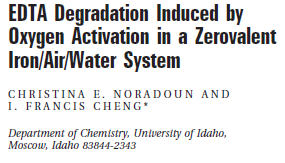 EDTA Degradation Induced by
Oxygen Activation in a Zerovalent
Iron/Air/Water System
CHRISTINA E. NORADOUN AND
I. FRANCIS CHENG*
Department of Chemistry, University of Idaho,
Moscow, Idaho 83844-2343